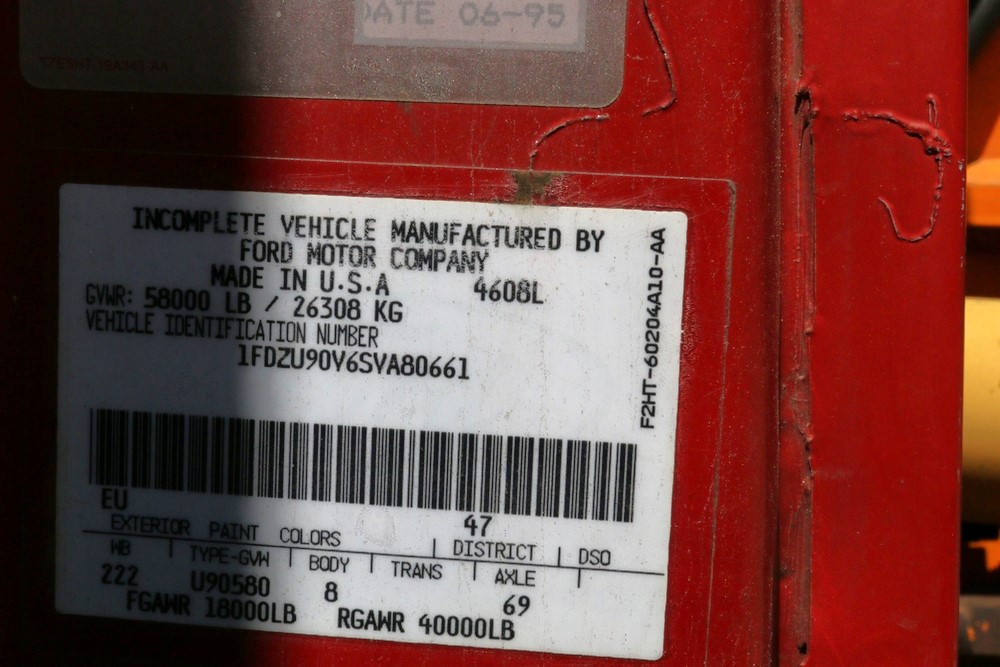 DATE 06-95
INCOMPLETE VEHICLE MANUFACTURED BY
FORD MOTOR COMPANY
MADE IN U.S.A 4608L
GVWR: 58000 LB / 26308 KG
VEHICLE IDENTIFICATION NUMBER
1FDZU90V6SVA80661
F2HT-60204A10-AA
EU 47
EXTERIOR PAINT COLORS DISTRICT DSO
WB TYPE-GVW BODY TRANS AXLE
222 U90580 8 69
FGAWR 18000LB RGAWR 40000LB